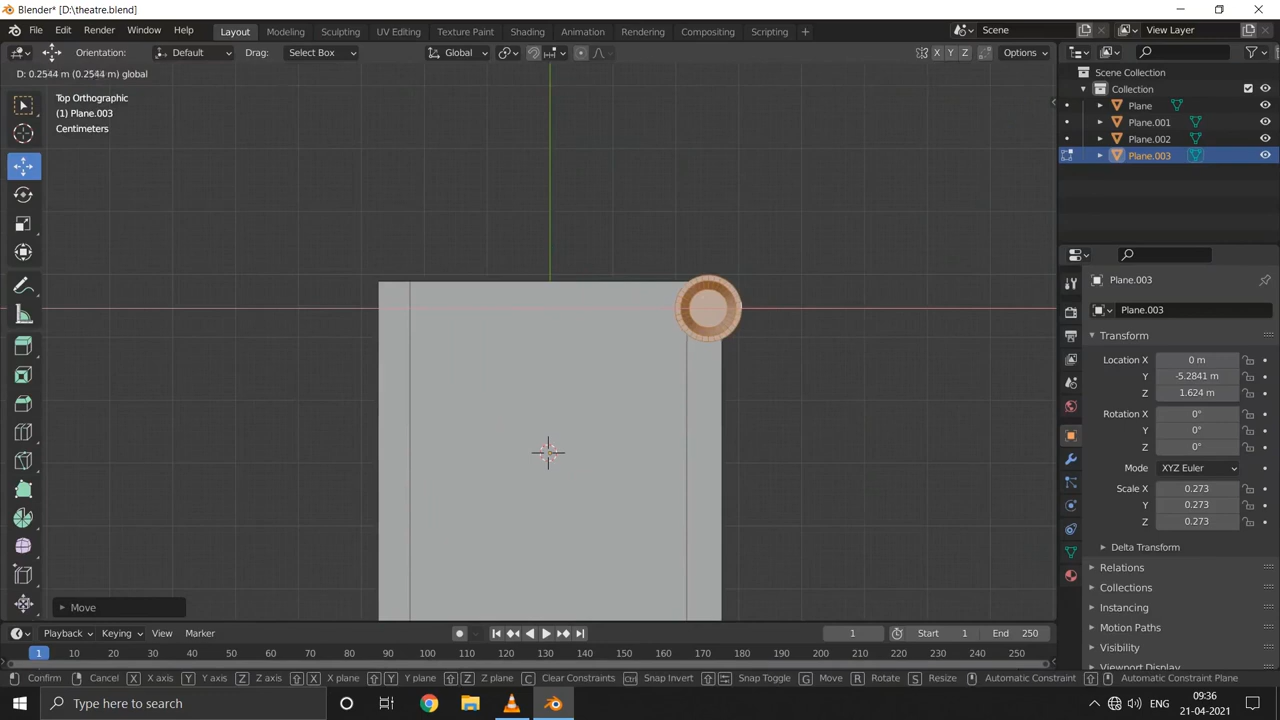 Blender* [D:\theatre.blend]
File Edit Render Window Help Layout Modeling Sculpting UV Editing Texture Paint Shading Animation Rendering Compositing Scripting + Scene View Layer
Orientation: Default Drag: Select Box Global X Y Z Options
D: 0.2544 m (0.2544 m) global
Top Orthographic
(1) Plane.003
Centimeters
Scene Collection
Collection
Plane
Plane.001
Plane.002
Plane.003
Plane.003
Plane.003
Transform
Location X 0 m
Y -5.2841 m
Z 1.624 m
Rotation X 0°
Y 0°
Z 0°
Mode XYZ Euler
Scale X 0.273
Y 0.273
Z 0.273
Delta Transform
Relations
Collections
Instancing
Motion Paths
Visibility
Viewport Display
Move
Playback Keying View Marker 1 Start 1 End 250
1 10 20 30 40 50 60 70 80 90 100 110 120 130 140 150 160 170 180 190 200 210 220 230 240 250
Confirm Cancel X X axis Y Y axis Z Z axis X X plane Y Y plane Z Z plane C Clear Constraints Ctrl Snap Invert Snap Toggle G Move R Rotate S Resize Automatic Constraint Automatic Constraint Plane
Type here to search
ENG
09:36
21-04-2021